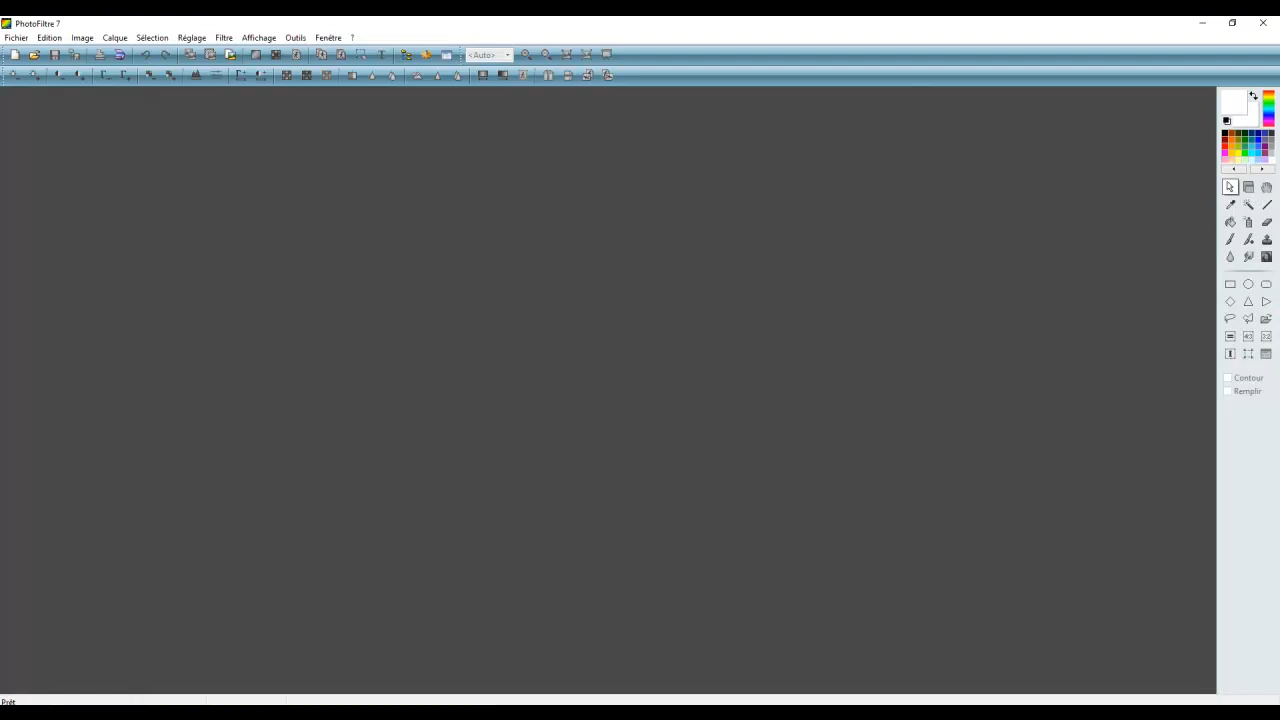 PhotoFiltre 7
Fichier Edition Image Calque Sélection Réglage Filtre Affichage Outils Fenêtre ?
<Auto>
Contour
Remplir
Prêt